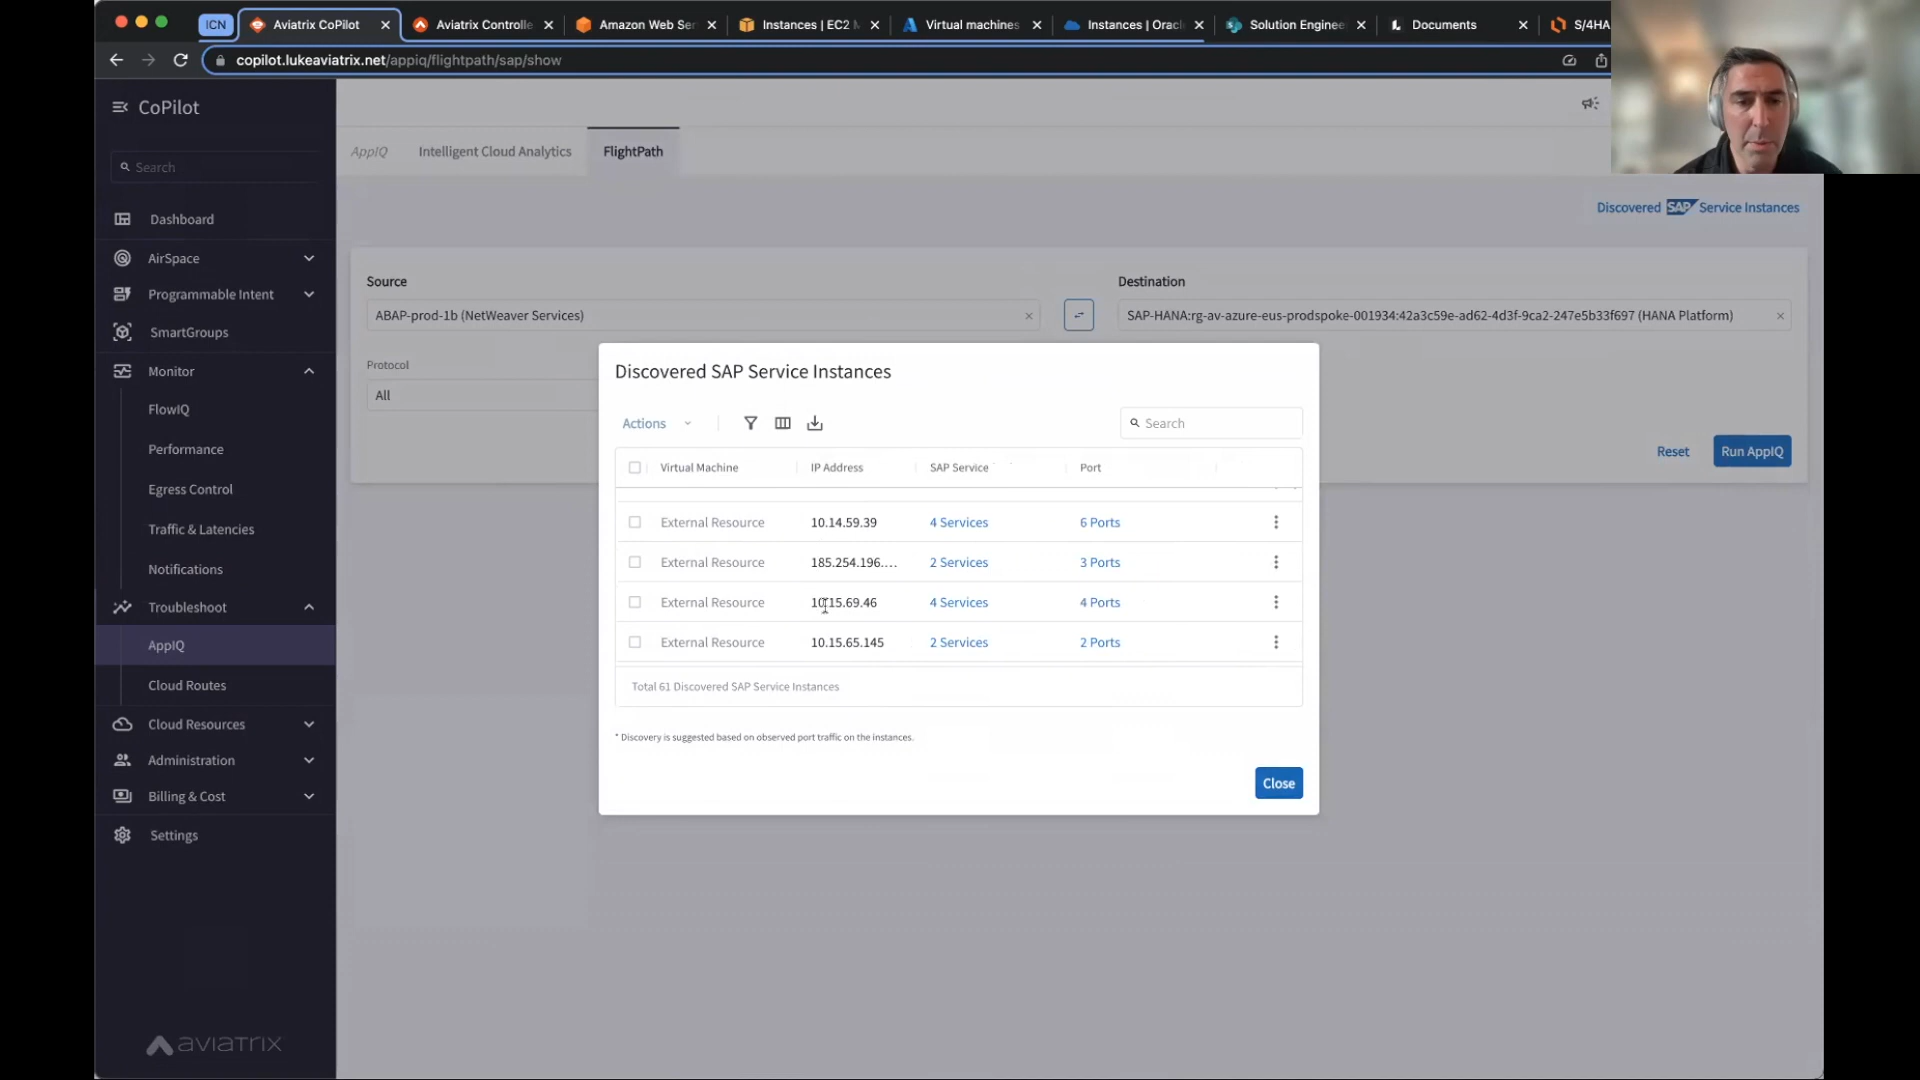 ICN
Aviatrix CoPilot
Aviatrix Controlle
Amazon Web Ser
Instances | EC2 M
Virtual machines
Instances | Oracl
Solution Enginee
Documents
S/4HA
copilot.lukeaviatrix.net/appiq/flightpath/sap/show
CoPilot
Search
Dashboard
AirSpace
Programmable Intent
SmartGroups
Monitor
FlowIQ
Performance
Egress Control
Traffic & Latencies
Notifications
Troubleshoot
AppIQ
Cloud Routes
Cloud Resources
Administration
Billing & Cost
Settings
aviatrix
AppIQ
Intelligent Cloud Analytics
FlightPath
Discovered SAP Service Instances
Source
ABAP-prod-1b (NetWeaver Services)
Destination
SAP-HANA:rg-av-azure-eus-prodspoke-001934:42a3c59e-ad62-4d3f-9ca2-247e5b33f697 (HANA Platform)
Protocol
All
Reset
Run AppIQ
Discovered SAP Service Instances
Actions
Search
Virtual Machine IP Address SAP Service Port
External Resource 10.14.59.39 4 Services 6 Ports
External Resource 185.254.196.... 2 Services 3 Ports
External Resource 10.15.69.46 4 Services 4 Ports
External Resource 10.15.65.145 2 Services 2 Ports
Total 61 Discovered SAP Service Instances
* Discovery is suggested based on observed port traffic on the instances.
Close